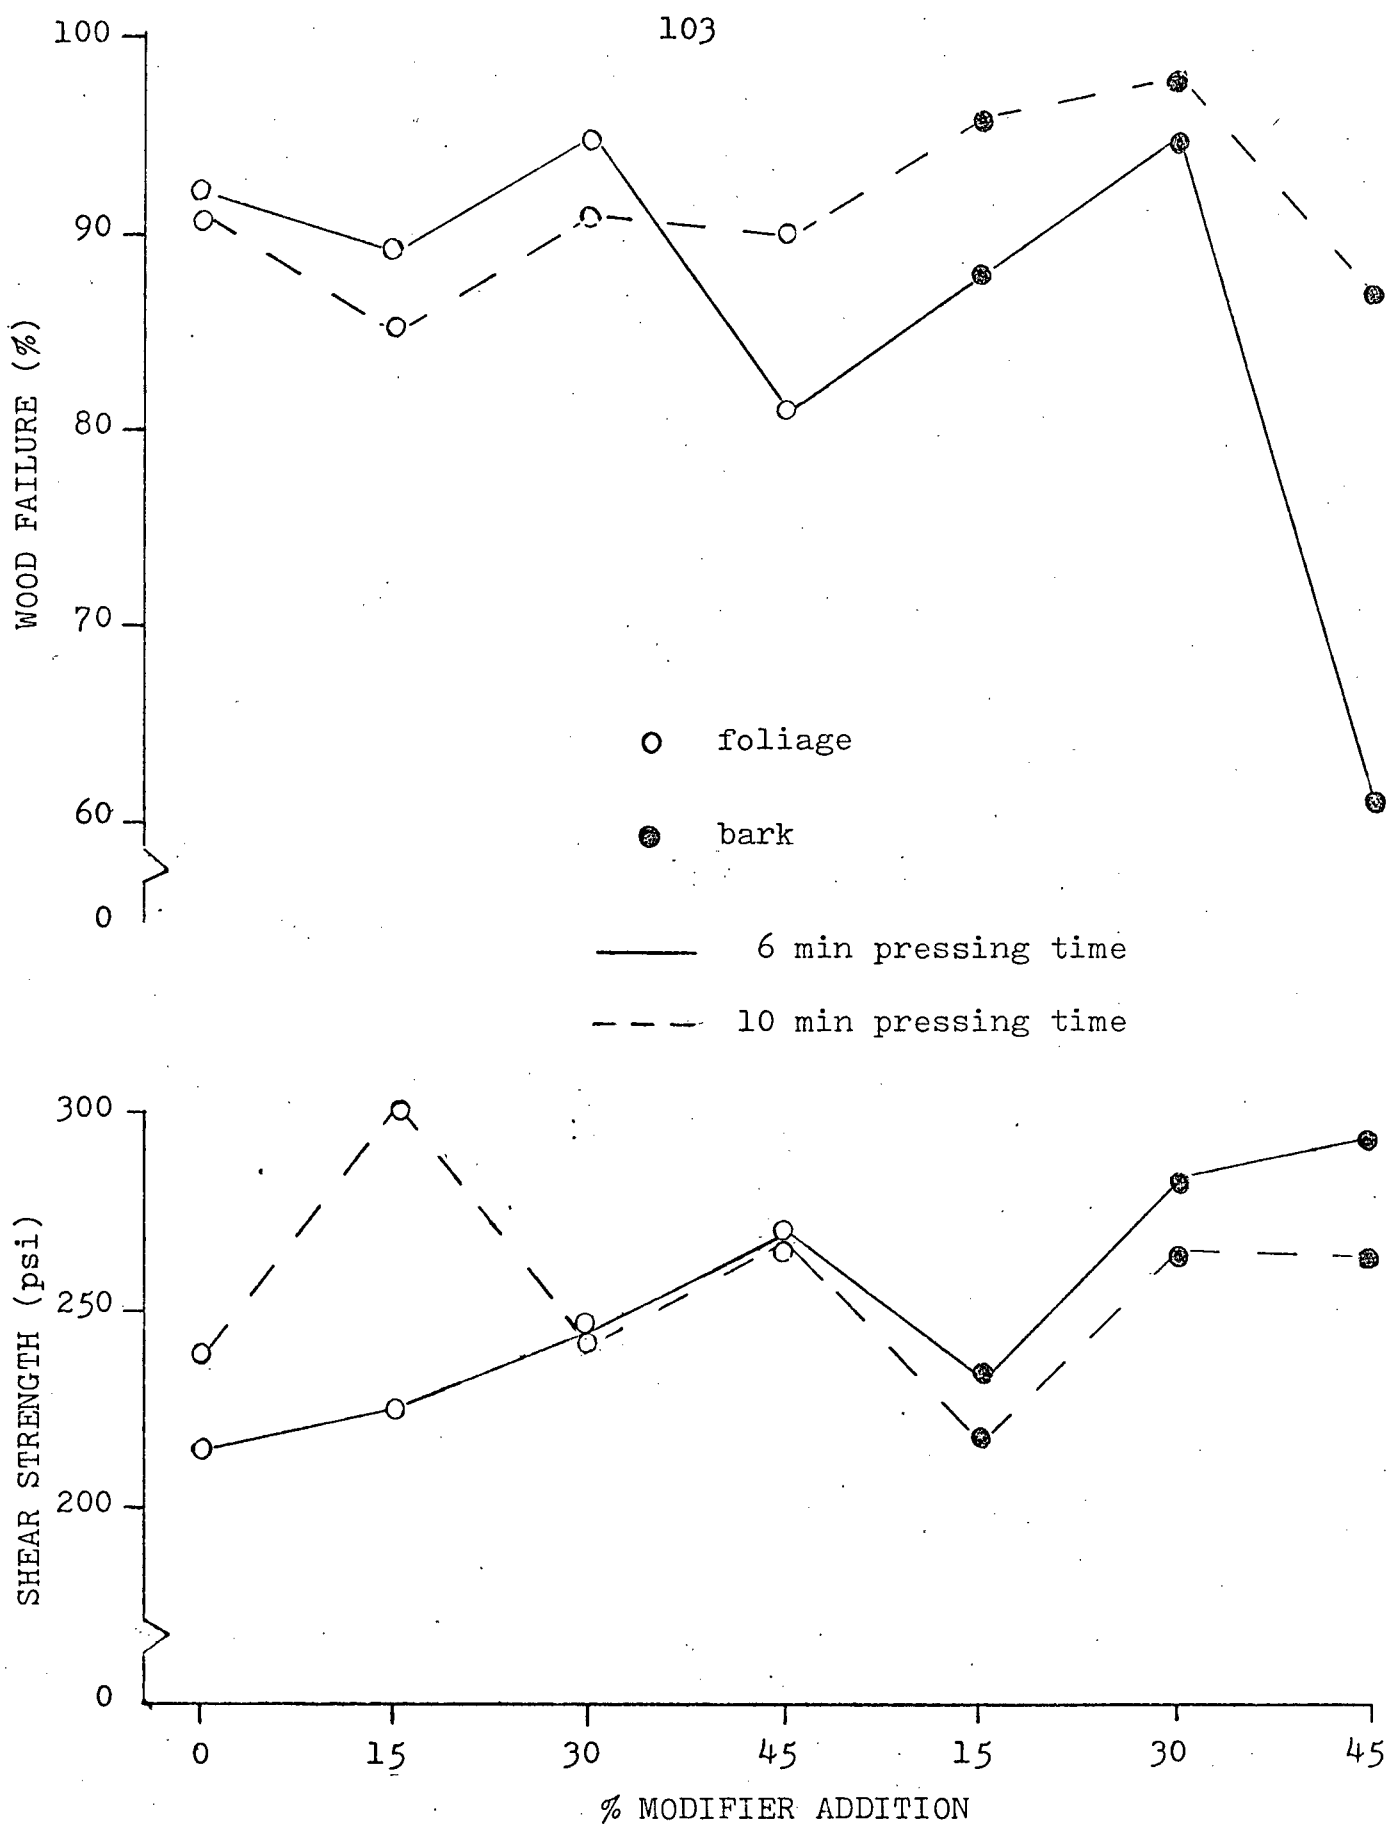 103
100
90
80
70
60
0
WOOD FAILURE (%)
foliage
bark
6 min pressing time
10 min pressing time
300
250
200
0
SHEAR STRENGTH (psi)
0 15 30 45 15 30 45
% MODIFIER ADDITION